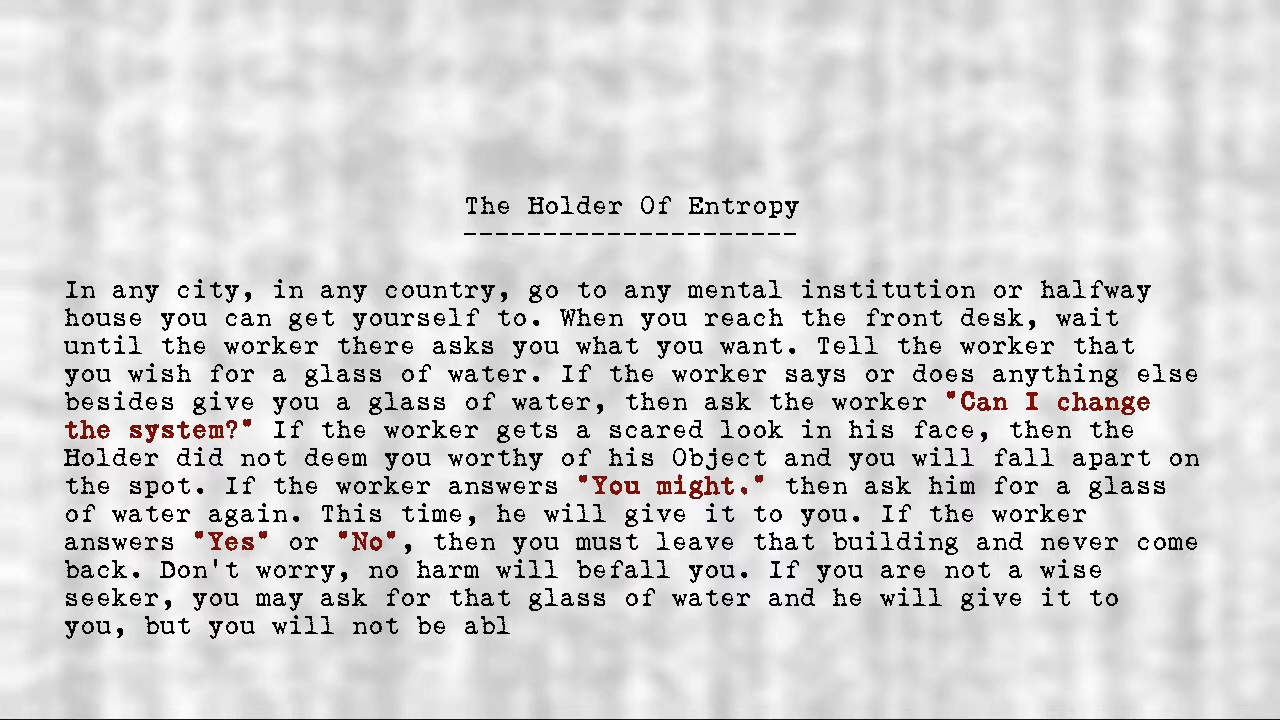 The Holder Of Entropy
---------------------
In any city, in any country, go to any mental institution or halfway
house you can get yourself to. When you reach the front desk, wait
until the worker there asks you what you want. Tell the worker that
you wish for a glass of water. If the worker says or does anything else
besides give you a glass of water, then ask the worker "Can I change
the system?" If the worker gets a scared look in his face, then the
Holder did not deem you worthy of his Object and you will fall apart on
the spot. If the worker answers "You might." then ask him for a glass
of water again. This time, he will give it to you. If the worker
answers "Yes" or "No", then you must leave that building and never come
back. Don't worry, no harm will befall you. If you are not a wise
seeker, you may ask for that glass of water and he will give it to
you, but you will not be abl